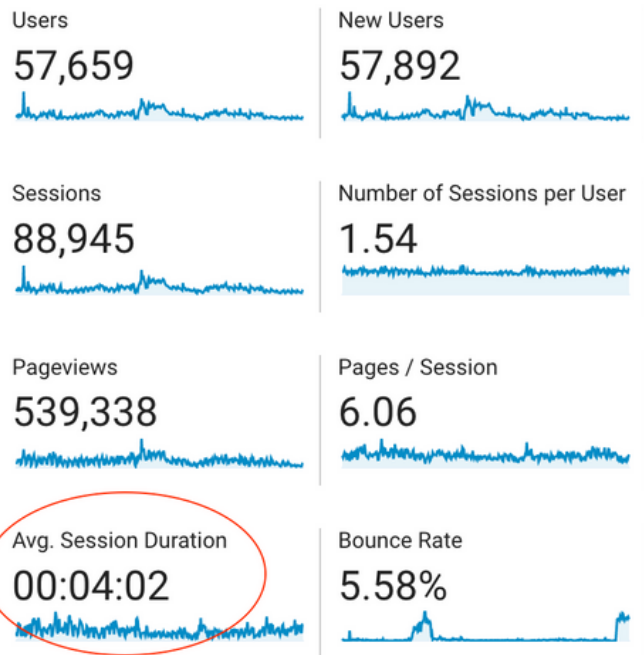 Users
57,659
New Users
57,892
Sessions
88,945
Number of Sessions per User
1.54
Pageviews
539,338
Pages / Session
6.06
Avg. Session Duration
00:04:02
Bounce Rate
5.58%